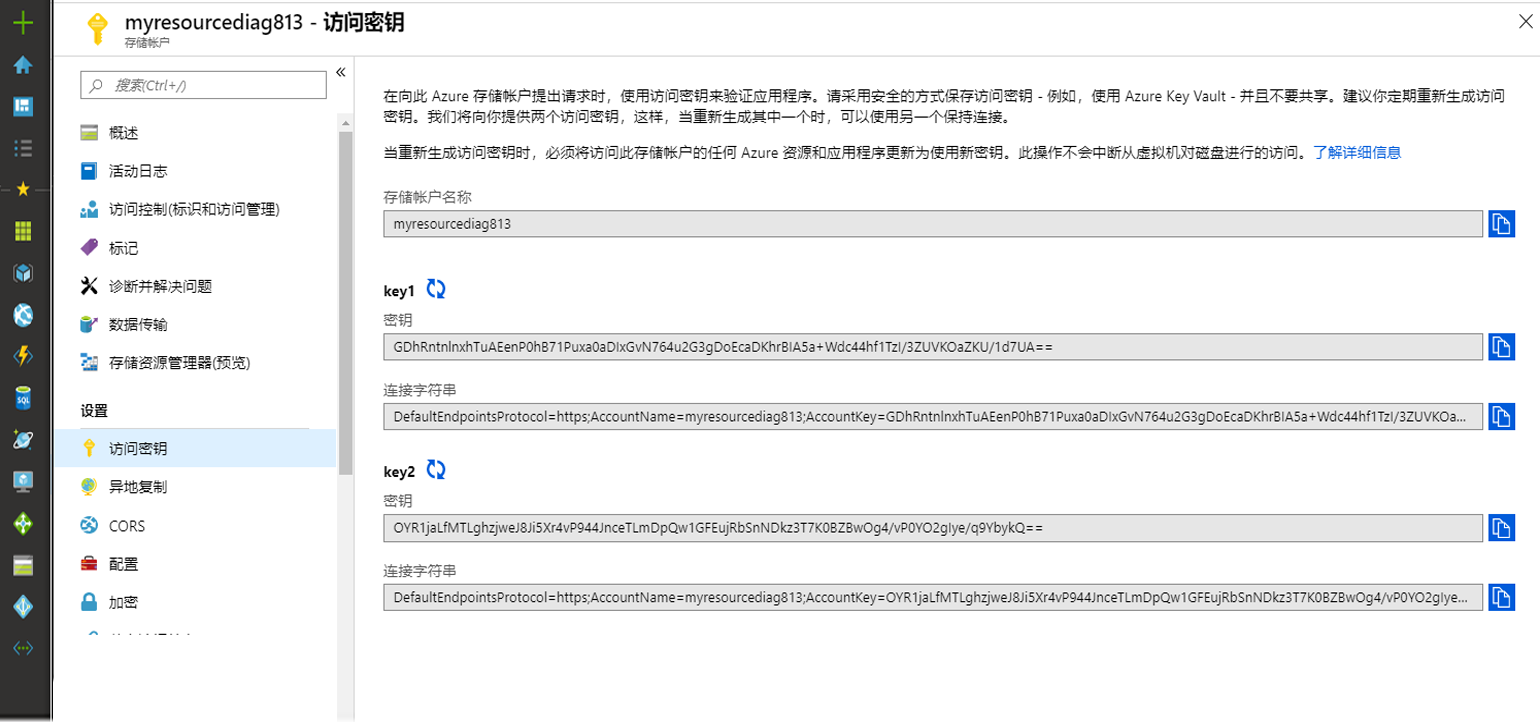 myresourcediag813 - 访问密钥
存储帐户
搜索(Ctrl+/)
«
概述
活动日志
访问控制(标识和访问管理)
标记
诊断并解决问题
数据传输
存储资源管理器(预览)
设置
访问密钥
异地复制
CORS
配置
加密
在向此 Azure 存储帐户提出请求时，使用访问密钥来验证应用程序。请采用安全的方式保存访问密钥 - 例如，使用 Azure Key Vault - 并且不要共享。建议你定期重新生成访问
密钥。我们将向你提供两个访问密钥，这样，当重新生成其中一个时，可以使用另一个保持连接。
当重新生成访问密钥时，必须将访问此存储帐户的任何 Azure 资源和应用程序更新为使用新密钥。此操作不会中断从虚拟机对磁盘进行的访问。了解详细信息
存储帐户名称
myresourcediag813
key1
密钥
GDhRntnlnxhTuAEenP0hB71Puxa0aDIxGvN764u2G3gDoEcaDKhrBIA5a+Wdc44hf1TzI/3ZUVKOaZKU/1d7UA==
连接字符串
DefaultEndpointsProtocol=https;AccountName=myresourcediag813;AccountKey=GDhRntnlnxhTuAEenP0hB71Puxa0aDIxGvN764u2G3gDoEcaDKhrBIA5a+Wdc44hf1TzI/3ZUVKOa...
key2
密钥
OYR1jaLfMTLghzjweJ8Ji5Xr4vP944JnceTLmDpQw1GFEujRbSnNDkz3T7K0BZBwOg4/vP0YO2gIye/q9YbykQ==
连接字符串
DefaultEndpointsProtocol=https;AccountName=myresourcediag813;AccountKey=OYR1jaLfMTLghzjweJ8Ji5Xr4vP944JnceTLmDpQw1GFEujRbSnNDkz3T7K0BZBwOg4/vP0YO2gIye...